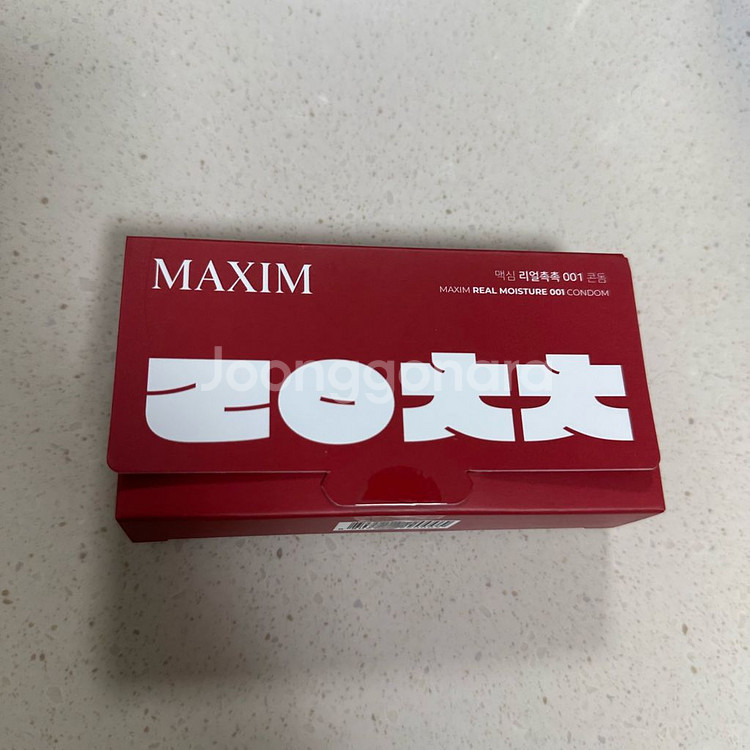 MAXIM
맥심 리얼촉촉 001 콘돔
MAXIM REAL MOISTURE 001 CONDOM
ㄹㅇㅊㅊ
Joonggonara